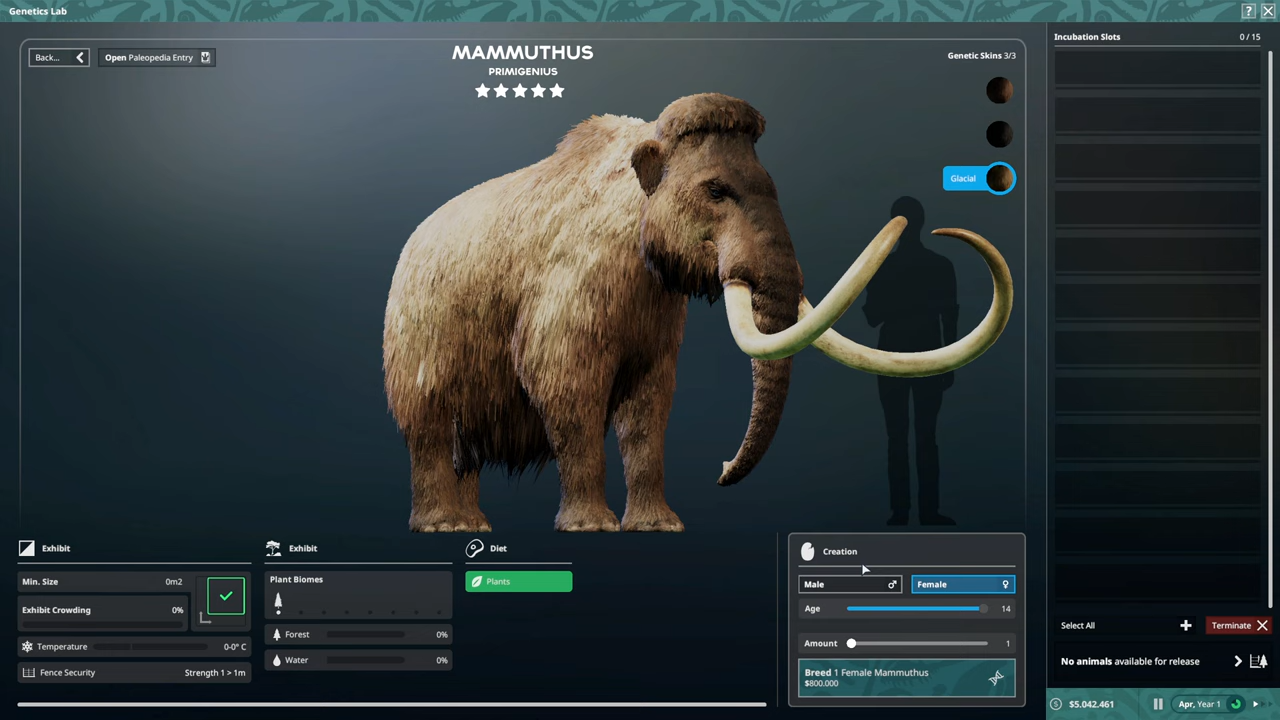 Genetics Lab
?
Back...
Open Paleopedia Entry
MAMMUTHUS
PRIMIGENIUS
Genetic Skins 3/3
Glacial
Incubation Slots 0 / 15
Exhibit
Min. Size 0m2
Exhibit Crowding 0%
Temperature 0-0° C
Fence Security Strength 1 > 1m
Exhibit
Plant Biomes
Forest 0%
Water 0%
Diet
Plants
Creation
Male ♂
Female ♀
Age 14
Amount 1
Breed 1 Female Mammuthus
$800.000
Select All
Terminate
No animals available for release
$5.042.461
Apr, Year 1